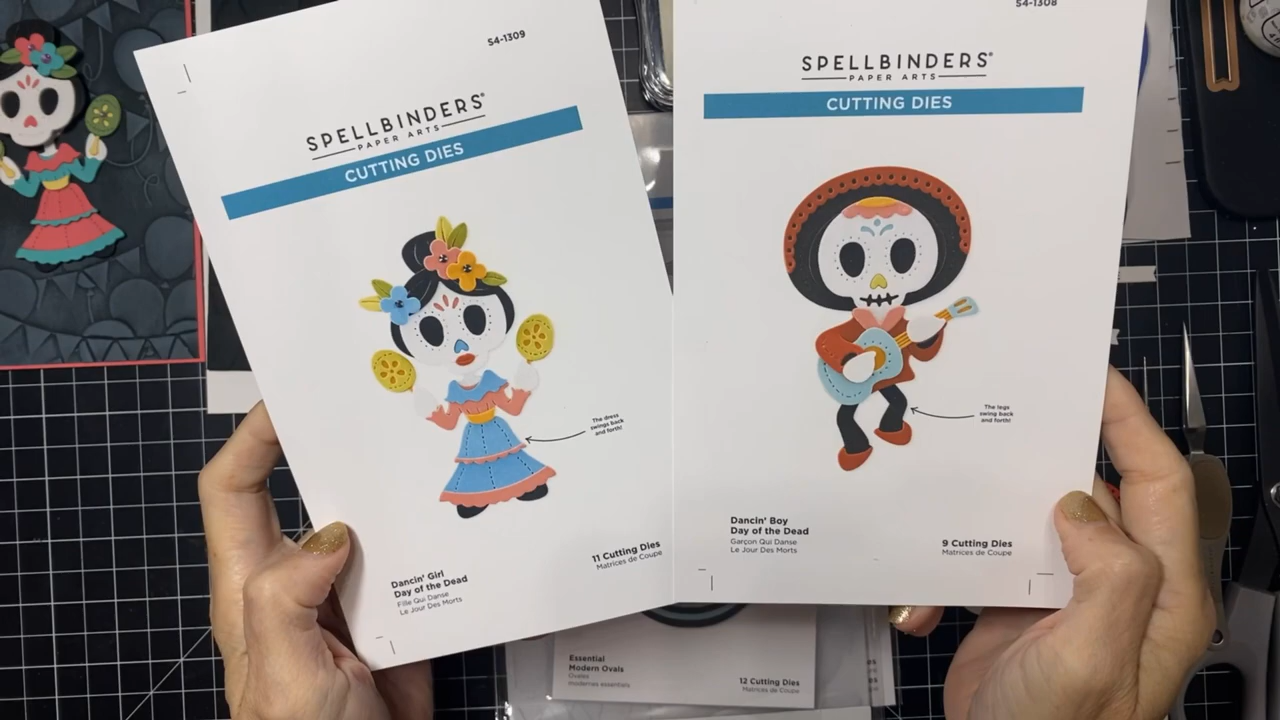 S4-1309
SPELLBINDERS®
PAPER ARTS
CUTTING DIES
The dress
swings back
and forth!
Dancin' Girl
Day of the Dead
Fille Qui Danse
Le Jour Des Morts
11 Cutting Dies
Matrices de Coupe
S4-1308
SPELLBINDERS®
PAPER ARTS
CUTTING DIES
The legs
swing back
and forth!
Dancin' Boy
Day of the Dead
Garçon Qui Danse
Le Jour Des Morts
9 Cutting Dies
Matrices de Coupe
Essential
Modern Ovals
Ovales
modernes essentiels
12 Cutting Dies
Matrices de Coupe